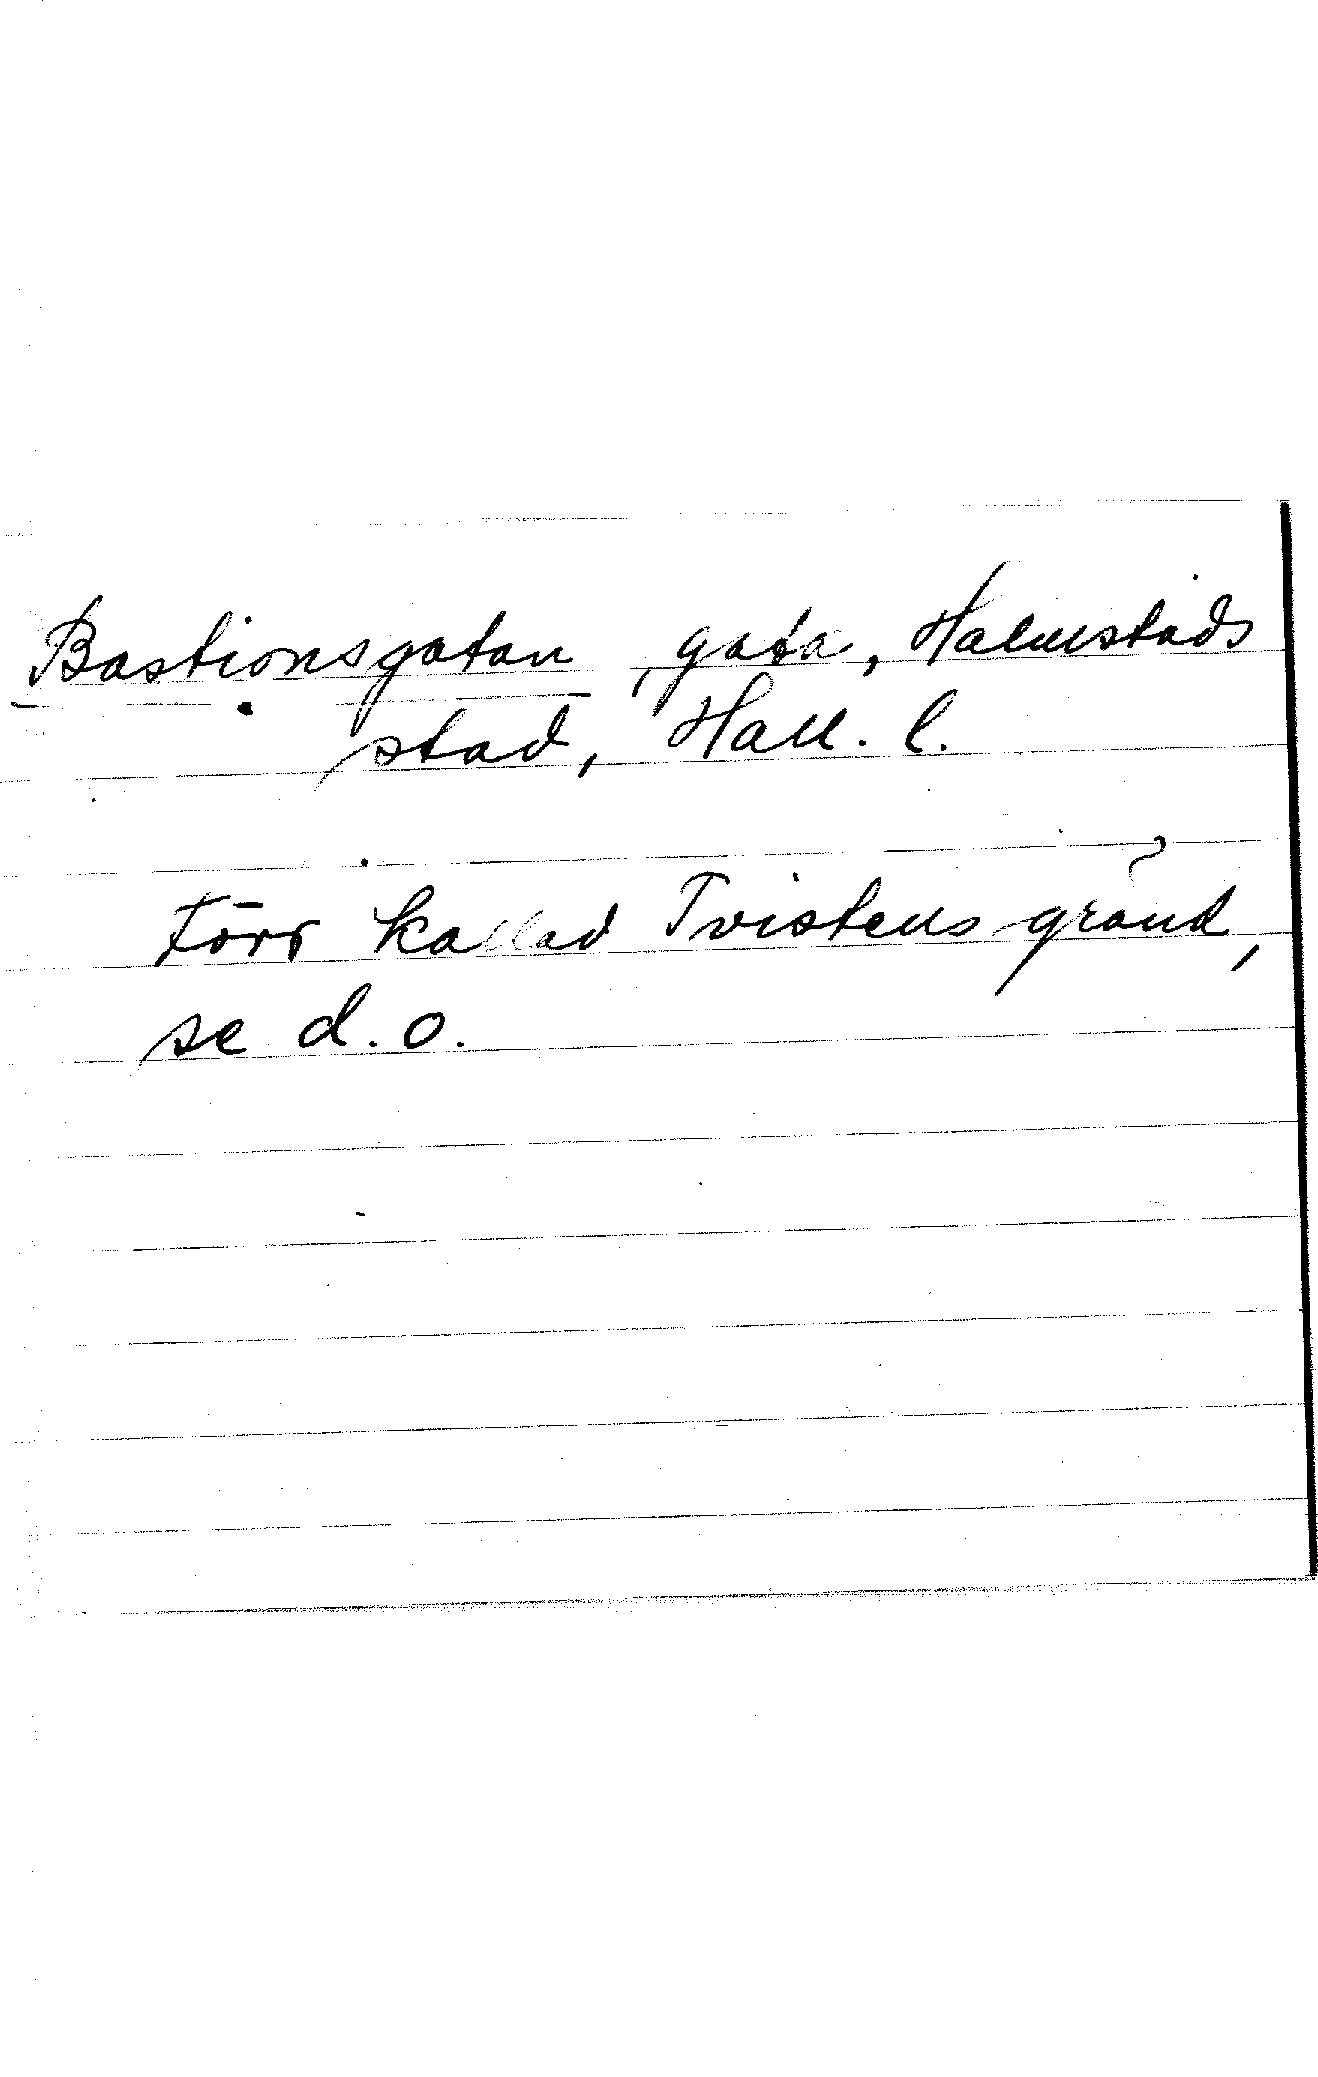 Bastionsgatan, gata, Halmstads
stad, Hall. l.
Förr kallad Tvistens gränd,
se d. o.